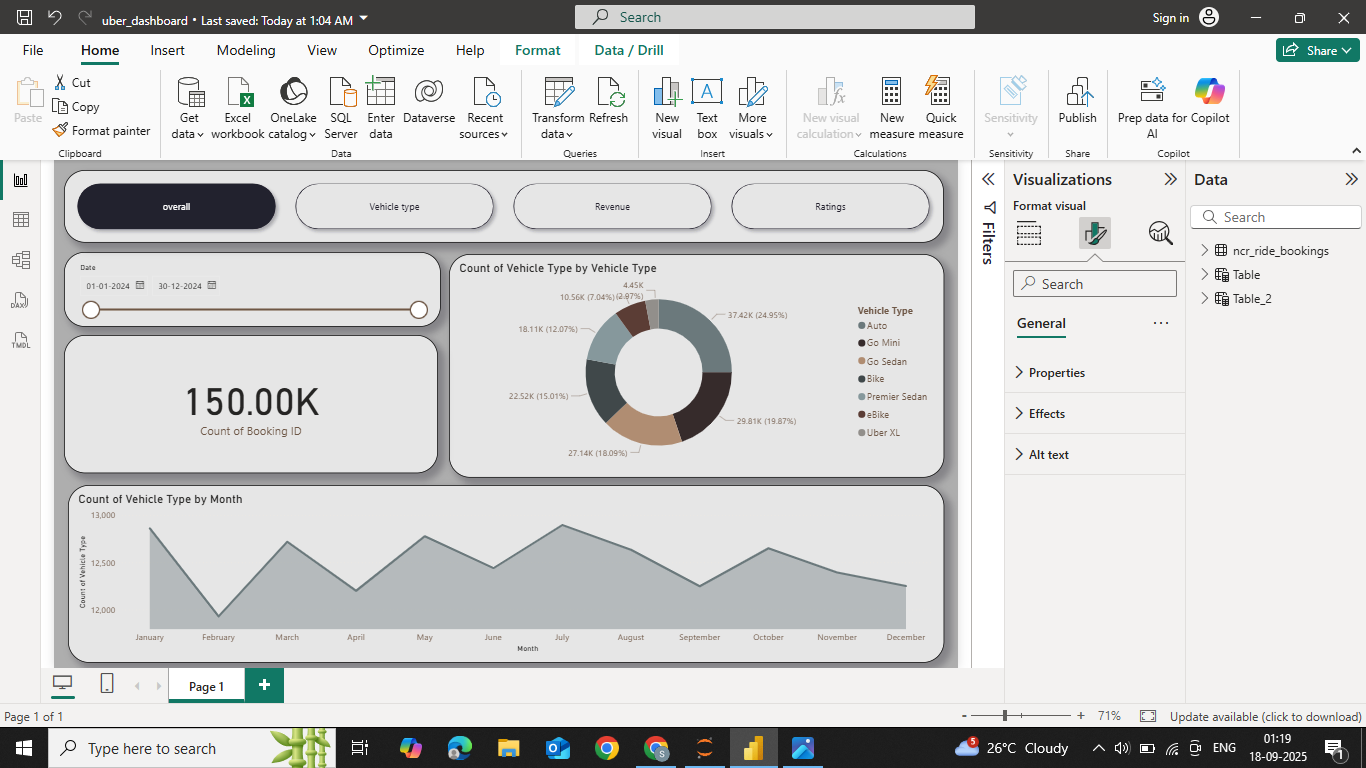 uber_dashboard • Last saved: Today at 1:04 AM
Search
Sign in
File
Home
Insert
Modeling
View
Optimize
Help
Format
Data / Drill
Share
Paste
Cut
Copy
Format painter
Get data
Excel workbook
OneLake catalog
SQL Server
Enter data
Dataverse
Recent sources
Transform data
Refresh
New visual
Text box
More visuals
New visual calculation
New measure
Quick measure
Sensitivity
Publish
Prep data for AI
Copilot
Clipboard
Data
Queries
Insert
Calculations
Sensitivity
Share
Copilot
DAX
TMDL
overall
Vehicle type
Revenue
Ratings
Date
01-01-2024
30-12-2024
150.00K
Count of Booking ID
Count of Vehicle Type by Vehicle Type
4.45K
(2.97%)
10.56K (7.04%)
37.42K (24.95%)
18.11K (12.07%)
22.52K (15.01%)
29.81K (19.87%)
27.14K (18.09%)
Vehicle Type
Auto
Go Mini
Go Sedan
Bike
Premier Sedan
eBike
Uber XL
Count of Vehicle Type by Month
13,000
12,500
12,000
Count of Vehicle Type
January February March April May June July August September October November December
Month
Filters
Visualizations
Format visual
Search
General
Properties
Effects
Alt text
Data
Search
ncr_ride_bookings
Table
Table_2
Page 1
Page 1 of 1
71%
Update available (click to download)
Type here to search
5
26°C Cloudy
ENG
01:19
18-09-2025
1